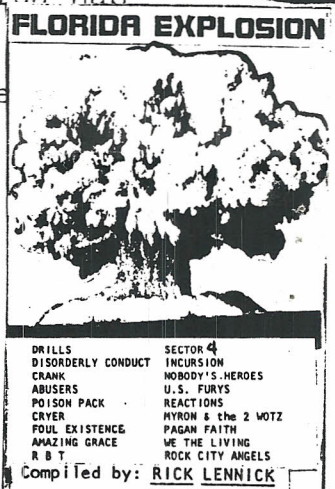 FLORIDA EXPLOSION
DRILLS
DISORDERLY CONDUCT
CRANK
ABUSERS
POISON PACK
CRYER
FOUL EXISTENCE
AMAZING GRACE
R B T
SECTOR 4
INCURSION
NOBODY'S.HEROES
U.S. FURYS
REACTIONS
MYRON & the 2 WOTZ
PAGAN FAITH
WE THE LIVING
ROCK CITY ANGELS
Compiled by: RICK LENNICK